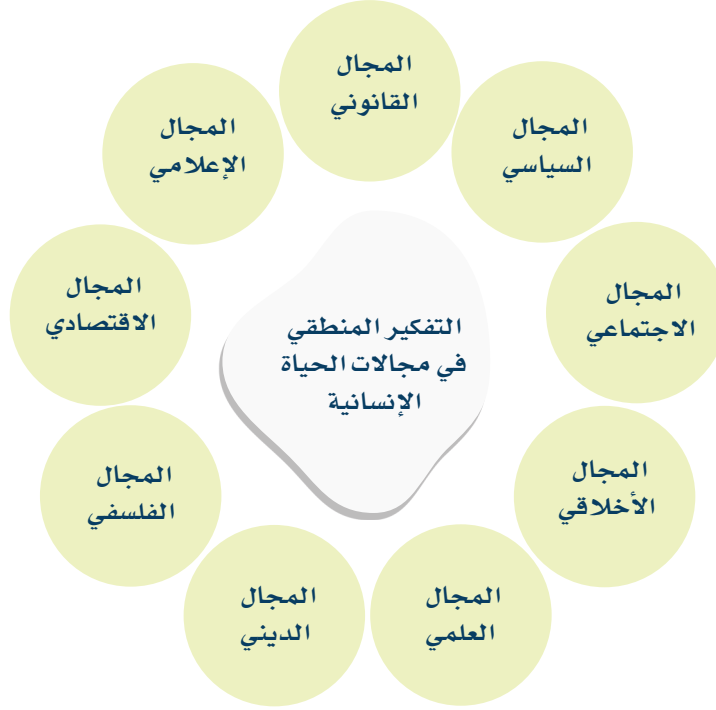 المجال
القانوني
المجال
السياسي
المجال
الاجتماعي
المجال
الأخلاقي
المجال
العلمي
المجال
الديني
المجال
الفلسفي
المجال
الاقتصادي
المجال
الإعلامي
التفكير المنطقي
في مجالات الحياة
الإنسانية